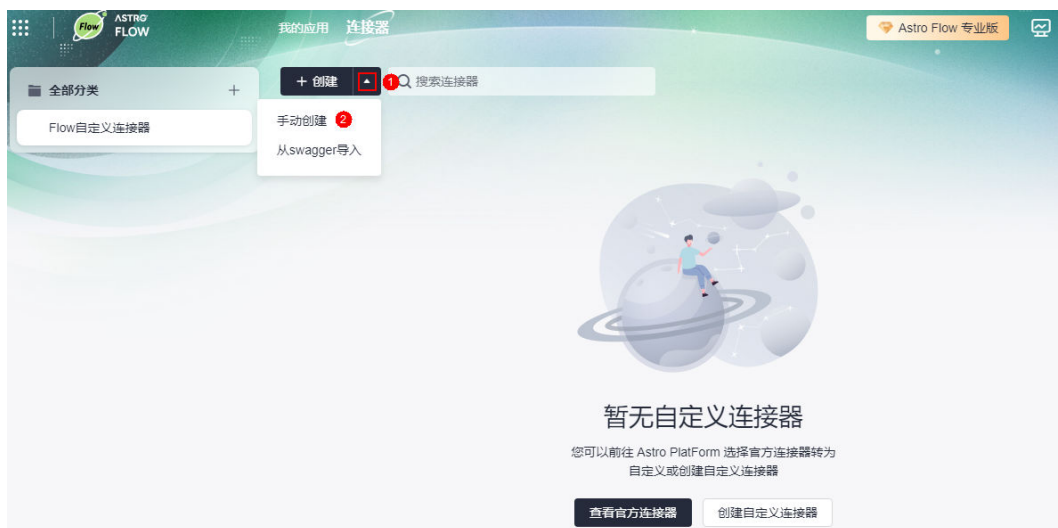 Flow
ASTRO
FLOW
我的应用 连接器
Astro Flow 专业版
全部分类 +
Flow自定义连接器
+ 创建
1
搜索连接器
手动创建 2
从swagger导入
暂无自定义连接器
您可以前往 Astro PlatForm 选择官方连接器转为
自定义或创建自定义连接器
查看官方连接器 创建自定义连接器